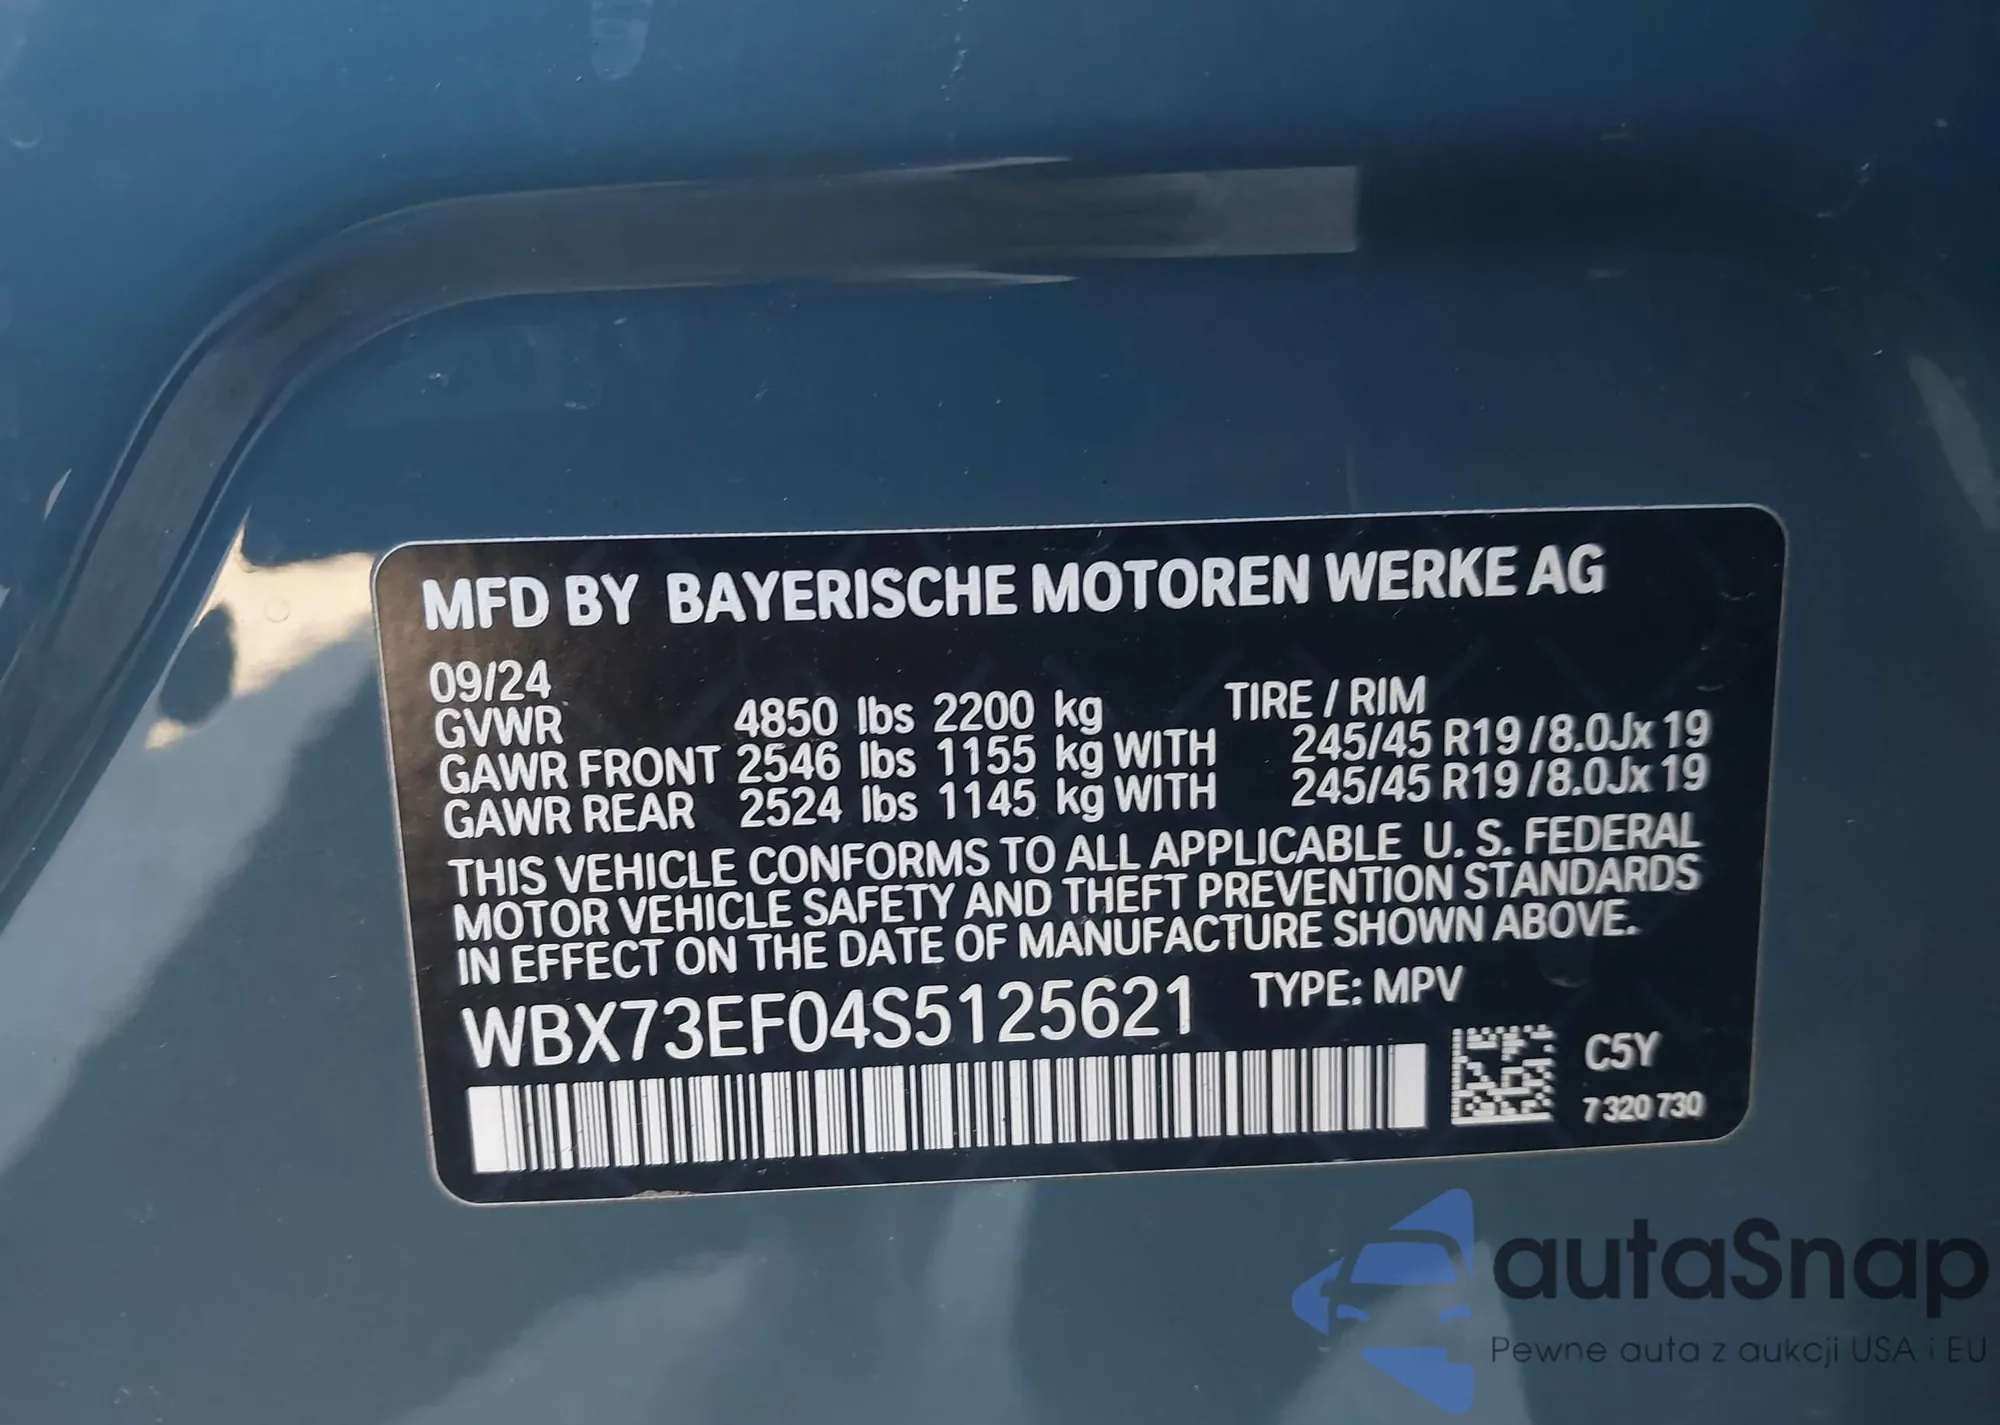 MFD BY BAYERISCHE MOTOREN WERKE AG
09/24
GVWR 4850 lbs 2200 kg TIRE / RIM
GAWR FRONT 2546 lbs 1155 kg WITH 245/45 R19 /8.0Jx 19
GAWR REAR 2524 lbs 1145 kg WITH 245/45 R19 /8.0Jx 19
THIS VEHICLE CONFORMS TO ALL APPLICABLE U. S. FEDERAL
MOTOR VEHICLE SAFETY AND THEFT PREVENTION STANDARDS
IN EFFECT ON THE DATE OF MANUFACTURE SHOWN ABOVE.
WBX73EF04S5125621 TYPE: MPV
C5Y
7 320 730
autaSnap
Pewne auta z aukcji USA i EU